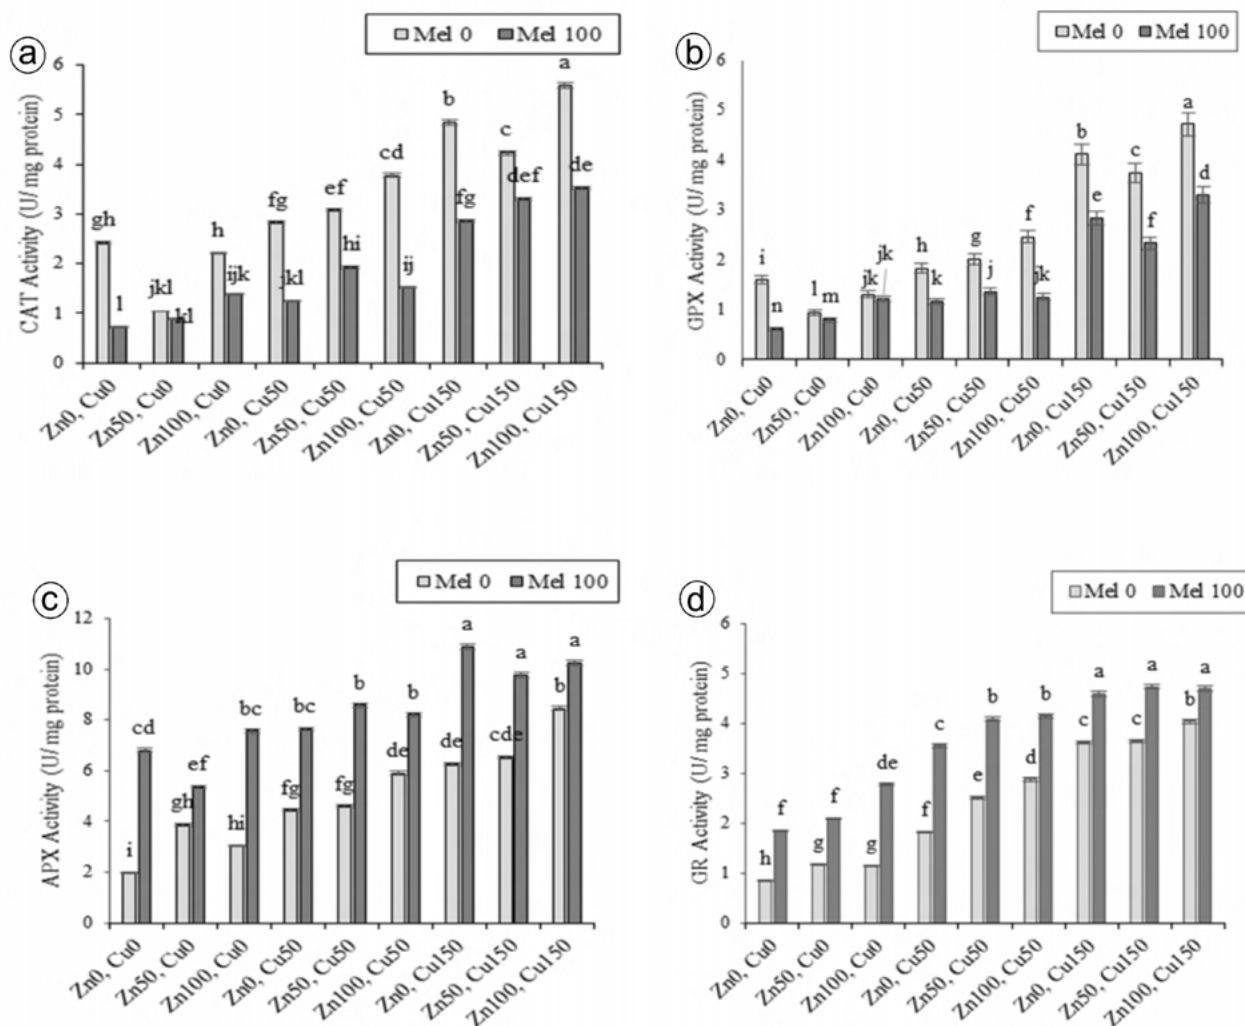 a
Mel 0 Mel 100
CAT Activity (U/mg protein)
6
5
4
3
2
1
0
gh l jkl kl h ijk fg jkl ef hi cd ij b fg c def a de
Zn0, Cu0
Zn50, Cu0
Zn100, Cu0
Zn0, Cu50
Zn50, Cu50
Zn100, Cu50
Zn0, Cu150
Zn50, Cu150
Zn100, Cu150
b
Mel 0 Mel 100
GPX Activity (U/mg protein)
6
5
4
3
2
1
0
i n l m jk jk h k g j f jk b e c f a d
Zn0, Cu0
Zn50, Cu0
Zn100, Cu0
Zn0, Cu50
Zn50, Cu50
Zn100, Cu50
Zn0, Cu150
Zn50, Cu150
Zn100, Cu150
c
Mel 0 Mel 100
APX Activity (U/mg protein)
12
10
8
6
4
2
0
i cd gh ef hi bc fg bc fg b de b de a cde a b a
Zn0, Cu0
Zn50, Cu0
Zn100, Cu0
Zn0, Cu50
Zn50, Cu50
Zn100, Cu50
Zn0, Cu150
Zn50, Cu150
Zn100, Cu150
d
Mel 0 Mel 100
GR Activity (U/mg protein)
6
5
4
3
2
1
0
h f g f g de f c e b d b c a c a b a
Zn0, Cu0
Zn50, Cu0
Zn100, Cu0
Zn0, Cu50
Zn50, Cu50
Zn100, Cu50
Zn0, Cu150
Zn50, Cu150
Zn100, Cu150